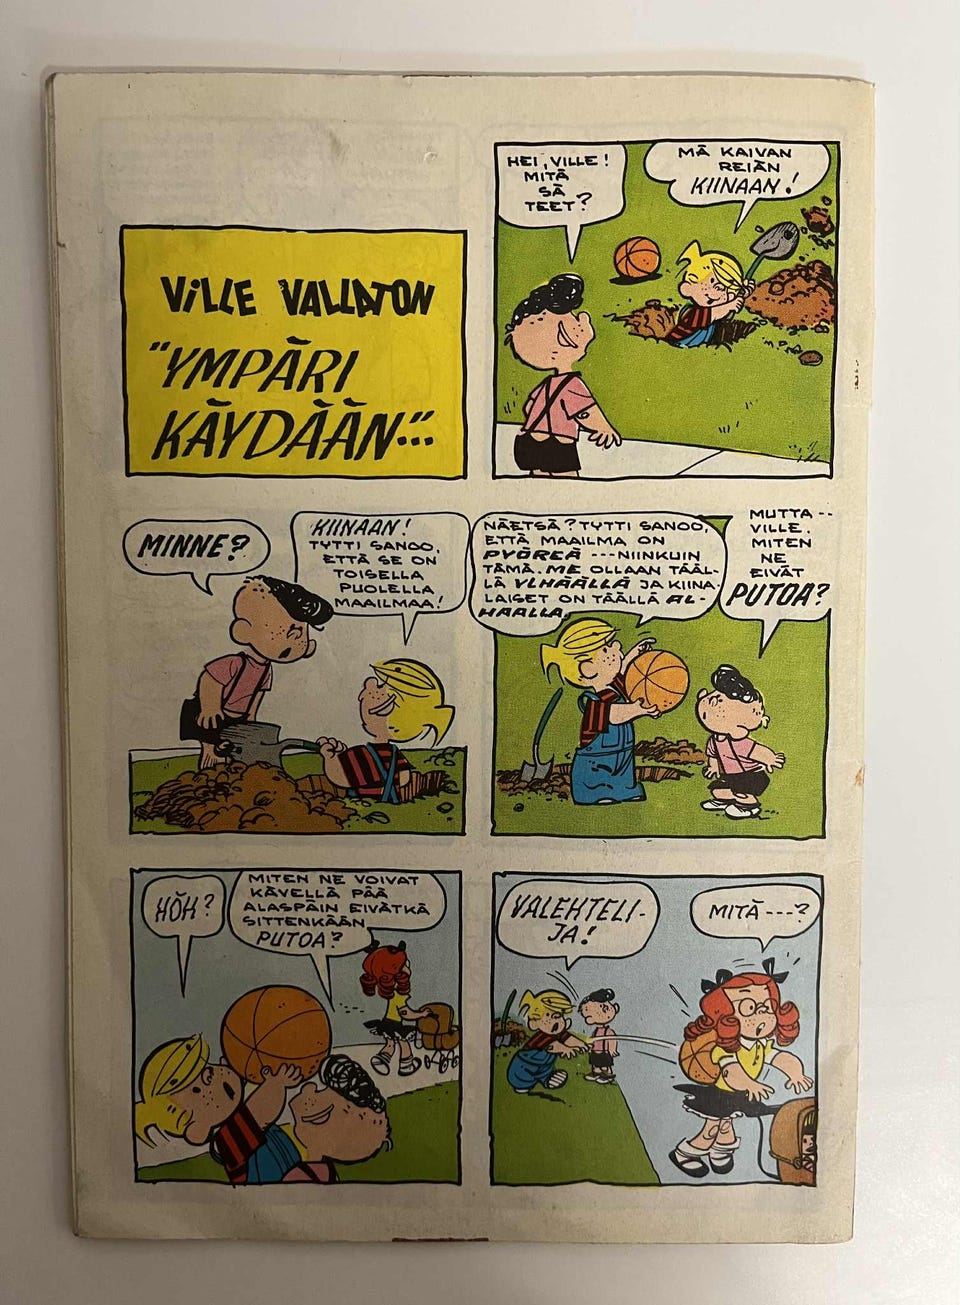 VILLE VALLATON
"YMPÄRI
KÄYDÄÄN"...
HEI, VILLE!
MITÄ
SÄ
TEET?
MÄ KAIVAN
REIÄN
KIINAAN!
MINNE?
KIINAAN!
TYTTI SANOO,
ETTÄ SE ON
TOISELLA
PUOLELLA
MAAILMAA!
NÄETSÄ? TYTTI SANOO,
ETTÄ MAAILMA ON
PYÖREÄ ---NIINKUIN
TÄMÄ. ME OLLAAN TÄÄL-
LÄ YLHÄÄLLÄ JA KIINA-
LAISET ON TÄÄLLÄ AL-
HAALLA.
MUTTA--
VILLE.
MITEN
NE
EIVÄT
PUTOA?
HÖH?
MITEN NE VOIVAT
KÄVELLÄ PÄÄ
ALASPÄIN EIVÄTKÄ
SITTENKÄÄN
PUTOA?
VALEHTELI-
JA!
MITÄ---?